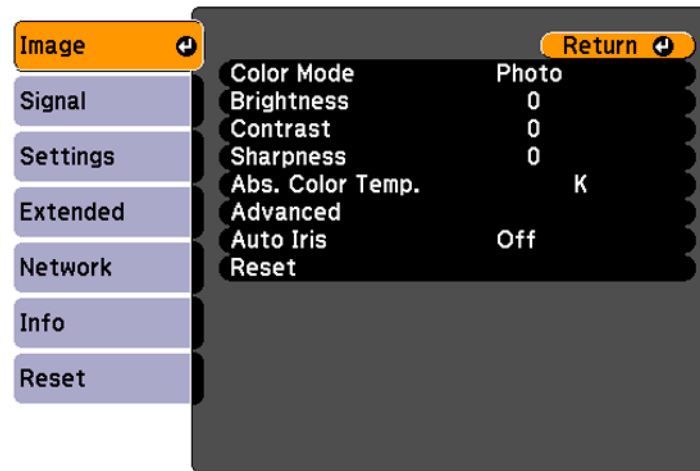 Image
Signal
Settings
Extended
Network
Info
Reset
Return
Color Mode Photo
Brightness 0
Contrast 0
Sharpness 0
Abs. Color Temp. K
Advanced
Auto Iris Off
Reset